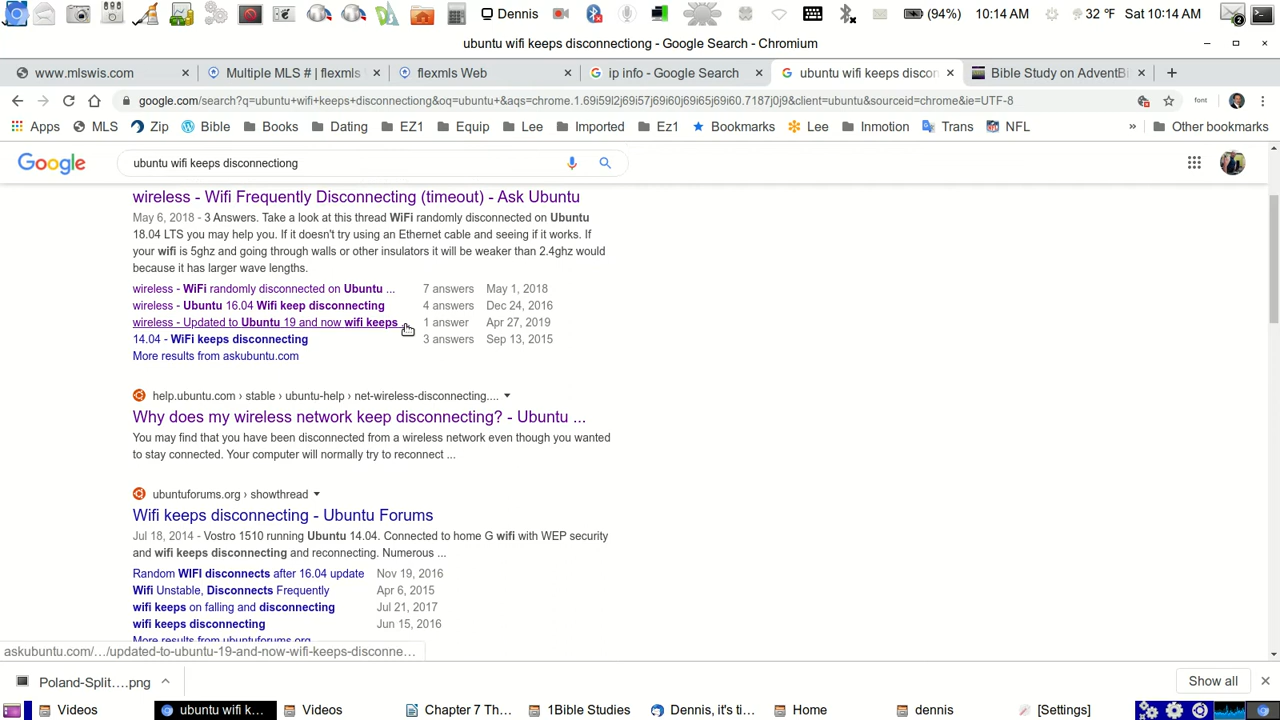 Dennis
(94%)
10:14 AM
32 °F
Sat 10:14 AM
2
ubuntu wifi keeps disconnectiong - Google Search - Chromium
www.mlswis.com
Multiple MLS # | flexmls
flexmls Web
ip info - Google Search
ubuntu wifi keeps discon
Bible Study on AdventBi
google.com/search?q=ubuntu+wifi+keeps+disconnectiong&oq=ubuntu+&aqs=chrome.1.69i59l2j69i57j69i60j69i65j69i60.7187j0j9&client=ubuntu&sourceid=chrome&ie=UTF-8
font
Apps
MLS
Zip
Bible
Books
Dating
EZ1
Equip
Lee
Imported
Ez1
Bookmarks
Lee
Inmotion
Trans
NFL
»
Other bookmarks
Google
ubuntu wifi keeps disconnectiong
wireless - Wifi Frequently Disconnecting (timeout) - Ask Ubuntu
May 6, 2018 - 3 Answers. Take a look at this thread WiFi randomly disconnected on Ubuntu
18.04 LTS you may help you. If it doesn't try using an Ethernet cable and seeing if it works. If
your wifi is 5ghz and going through walls or other insulators it will be weaker than 2.4ghz would
because it has larger wave lengths.
wireless - WiFi randomly disconnected on Ubuntu ... 7 answers May 1, 2018
wireless - Ubuntu 16.04 Wifi keep disconnecting 4 answers Dec 24, 2016
wireless - Updated to Ubuntu 19 and now wifi keeps 1 answer Apr 27, 2019
14.04 - WiFi keeps disconnecting 3 answers Sep 13, 2015
More results from askubuntu.com
help.ubuntu.com › stable › ubuntu-help › net-wireless-disconnecting....
Why does my wireless network keep disconnecting? - Ubuntu ...
You may find that you have been disconnected from a wireless network even though you wanted
to stay connected. Your computer will normally try to reconnect ...
ubuntuforums.org › showthread
Wifi keeps disconnecting - Ubuntu Forums
Jul 18, 2014 - Vostro 1510 running Ubuntu 14.04. Connected to home G wifi with WEP security
and wifi keeps disconnecting and reconnecting. Numerous ...
Random WIFI disconnects after 16.04 update Nov 19, 2016
Wifi Unstable, Disconnects Frequently Apr 6, 2015
wifi keeps on falling and disconnecting Jul 21, 2017
wifi keeps disconnecting Jun 15, 2016
More results from ubuntuforums.org
askubuntu.com/…/updated-to-ubuntu-19-and-now-wifi-keeps-disconne…
Poland-Split….png
Show all
Videos
ubuntu wifi k...
Videos
Chapter 7 Th...
1Bible Studies
Dennis, it's ti...
Home
dennis
[Settings]